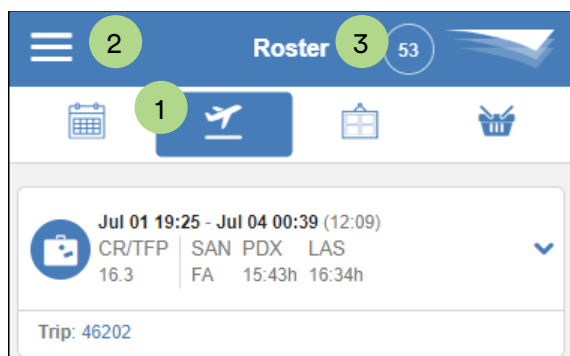 2 Roster 3 53
1
Jul 01 19:25 - Jul 04 00:39 (12:09)
CR/TFP SAN PDX LAS
16.3 FA 15:43h 16:34h
Trip: 46202